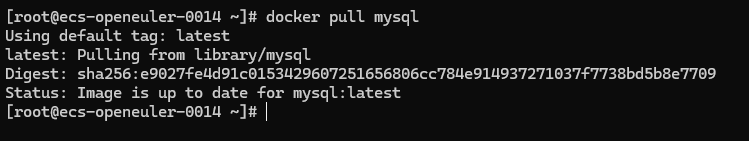 [root@ecs-openeuler-0014 ~]# docker pull mysql
Using default tag: latest
latest: Pulling from library/mysql
Digest: sha256:e9027fe4d91c0153429607251656806cc784e914937271037f7738bd5b8e7709
Status: Image is up to date for mysql:latest
[root@ecs-openeuler-0014 ~]#